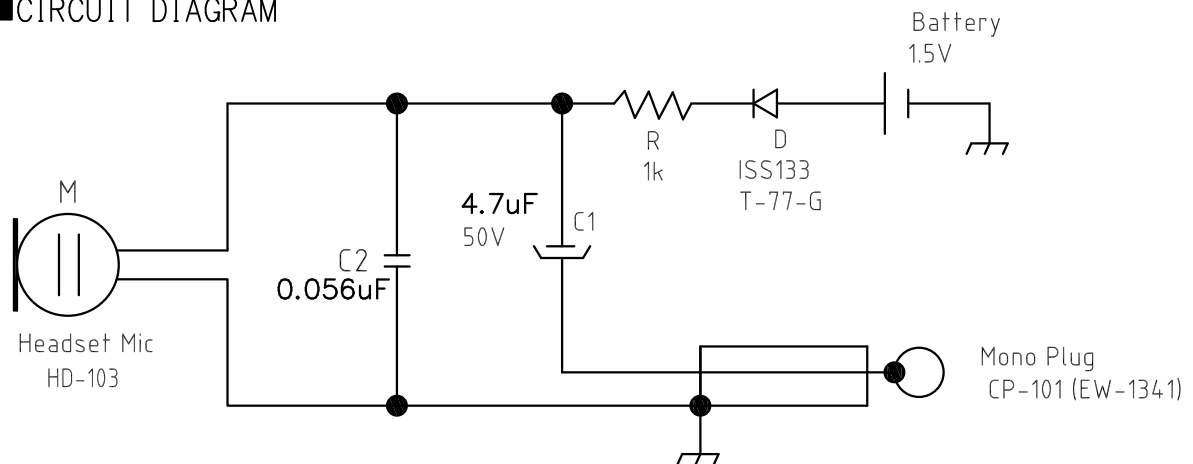 ■CIRCUIT DIAGRAM
Battery
1.5V
R
1k
D
ISS133
T-77-G
M
4.7uF
50V
C1
C2
0.056uF
Headset Mic
HD-103
Mono Plug
CP-101 (EW-1341)